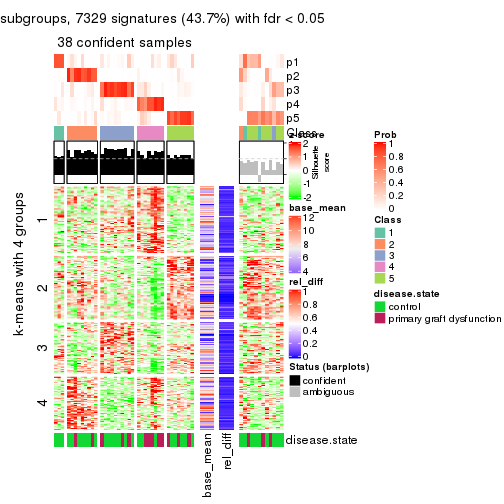 subgroups, 7329 signatures (43.7%) with fdr < 0.05
38 confident samples
p1
p2
p3
p4
p5
Class
z-score
2
1
0
-1
-2
Silhouette
score
k-means with 4 groups
1
2
3
4
base_mean
12
10
8
6
4
rel_diff
1
0.8
0.6
0.4
0.2
0
Status (barplots)
confident
ambiguous
Prob
1
0.8
0.6
0.4
0.2
0
Class
1
2
3
4
5
disease.state
control
primary graft dysfunction
disease.state
base_mean
rel_diff